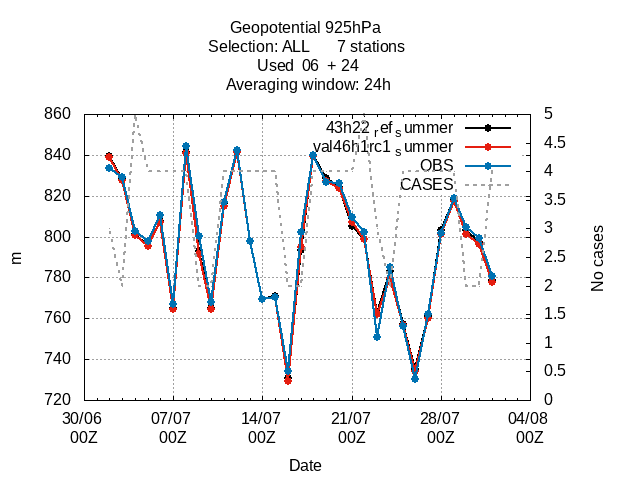 Geopotential 925hPa
Selection: ALL 7 stations
Used 06 + 24
Averaging window: 24h
860
840
820
800
780
760
740
720
5
4.5
4
3.5
3
2.5
2
1.5
1
0.5
0
43h22_refsummer
val46h1rc1_summer
OBS
CASES
m
No cases
30/06 07/07 14/07 21/07 28/07 04/08
00Z 00Z 00Z 00Z 00Z 00Z
Date